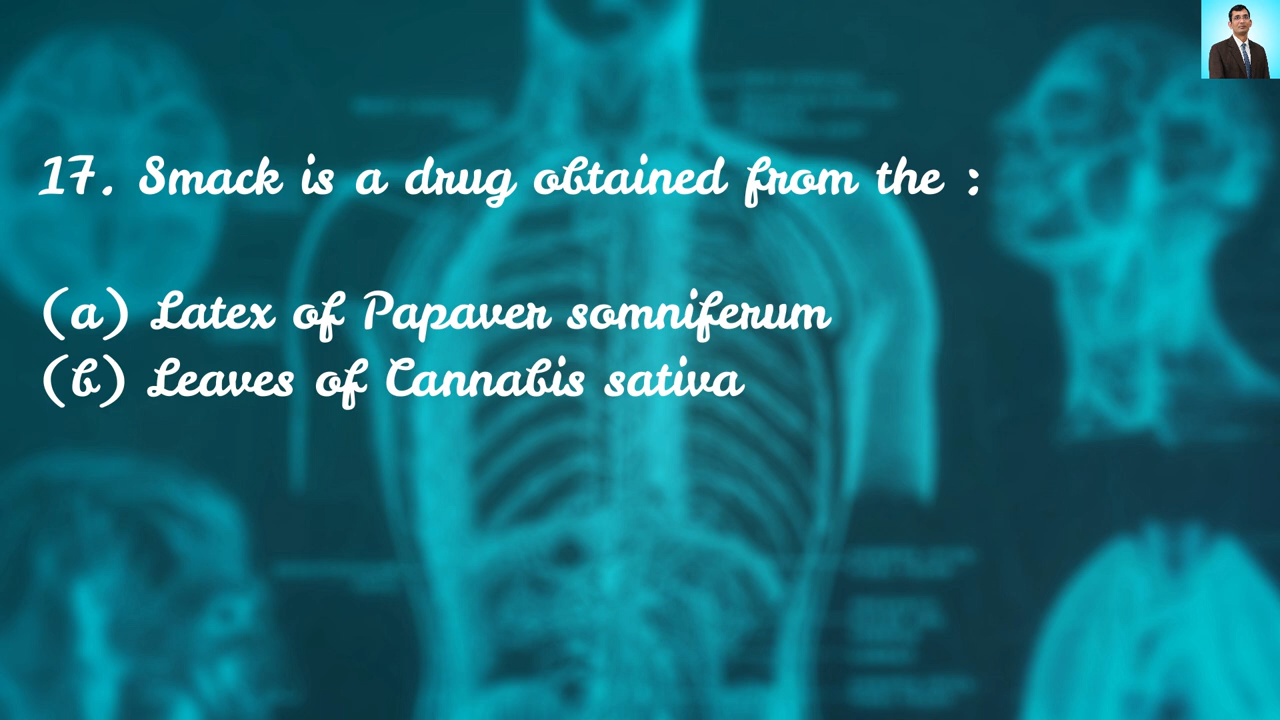 17. Smack is a drug obtained from the :
(a) Latex of Papaver somniferum
(b) Leaves of Cannabis sativa